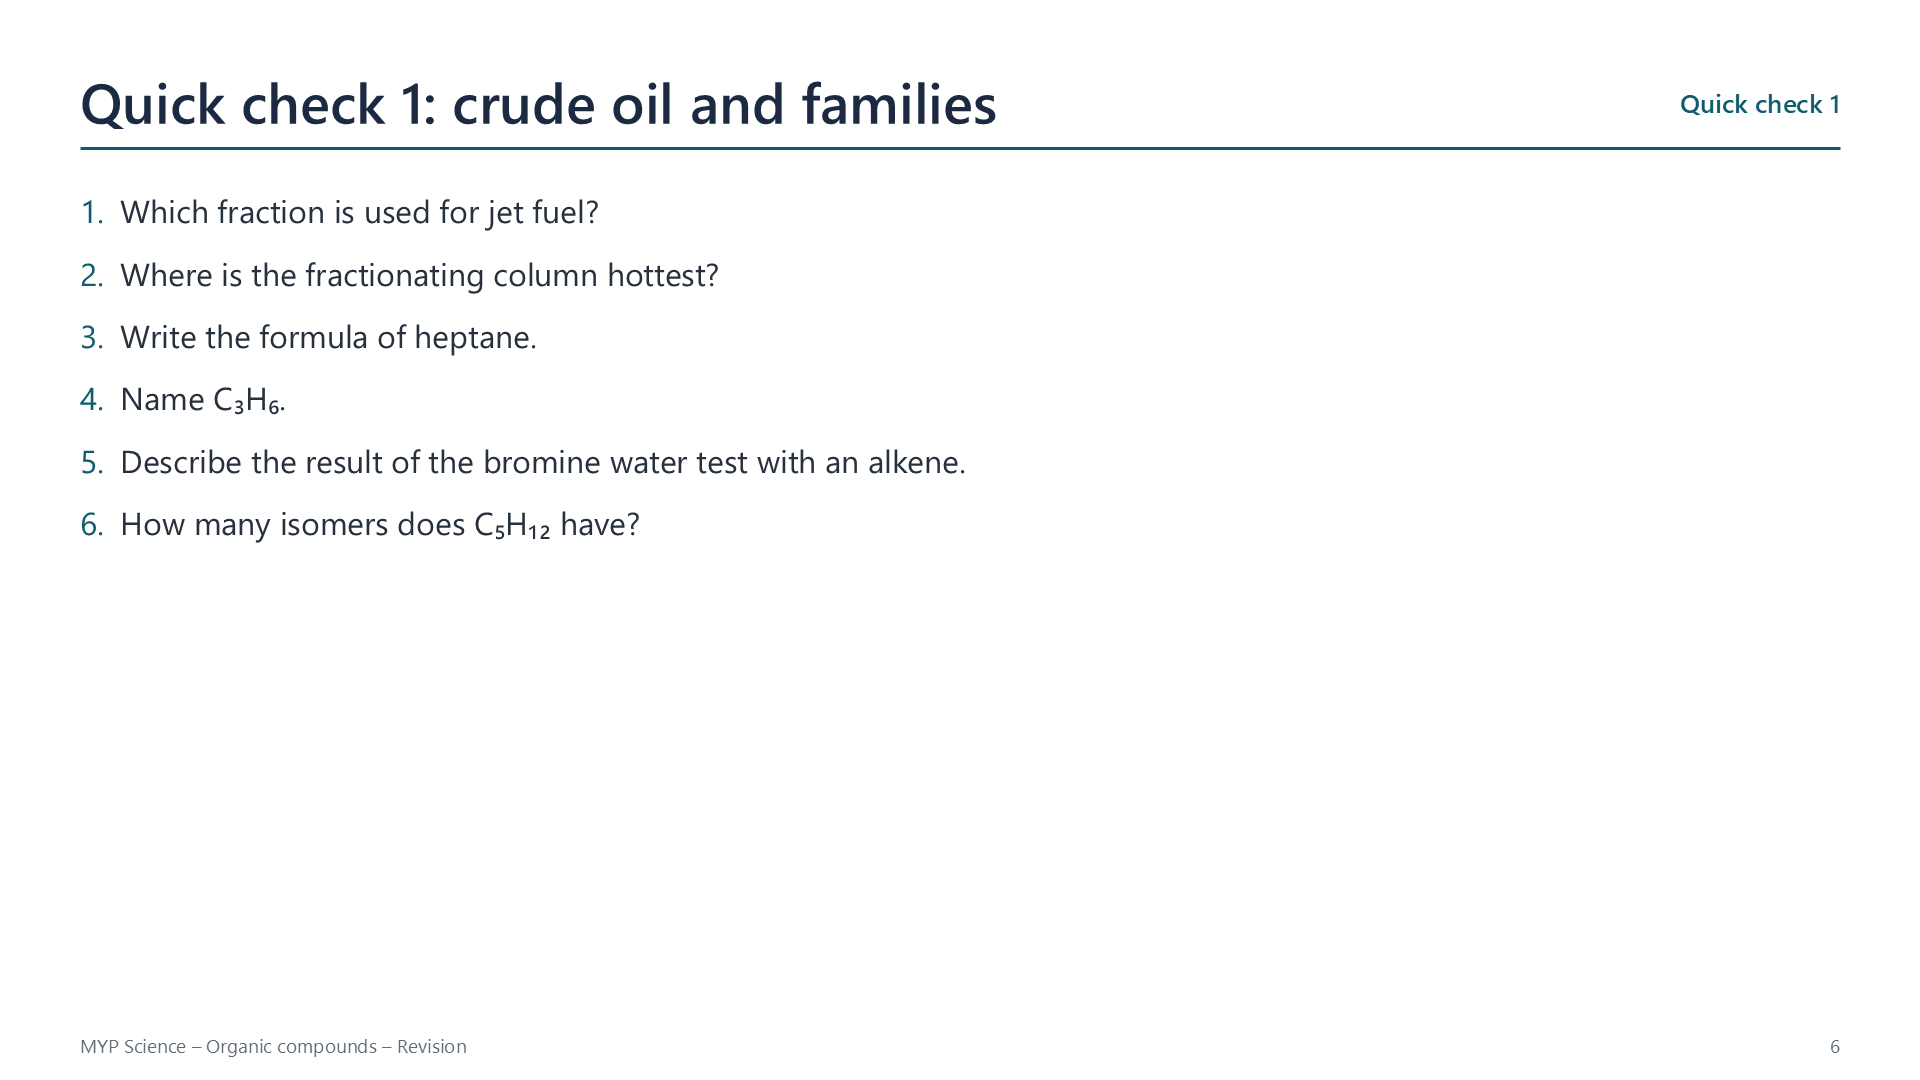 Quick check 1: crude oil and families
Quick check 1
1. Which fraction is used for jet fuel?
2. Where is the fractionating column hottest?
3. Write the formula of heptane.
4. Name C₃H₆.
5. Describe the result of the bromine water test with an alkene.
6. How many isomers does C₅H₁₂ have?
MYP Science – Organic compounds – Revision
6